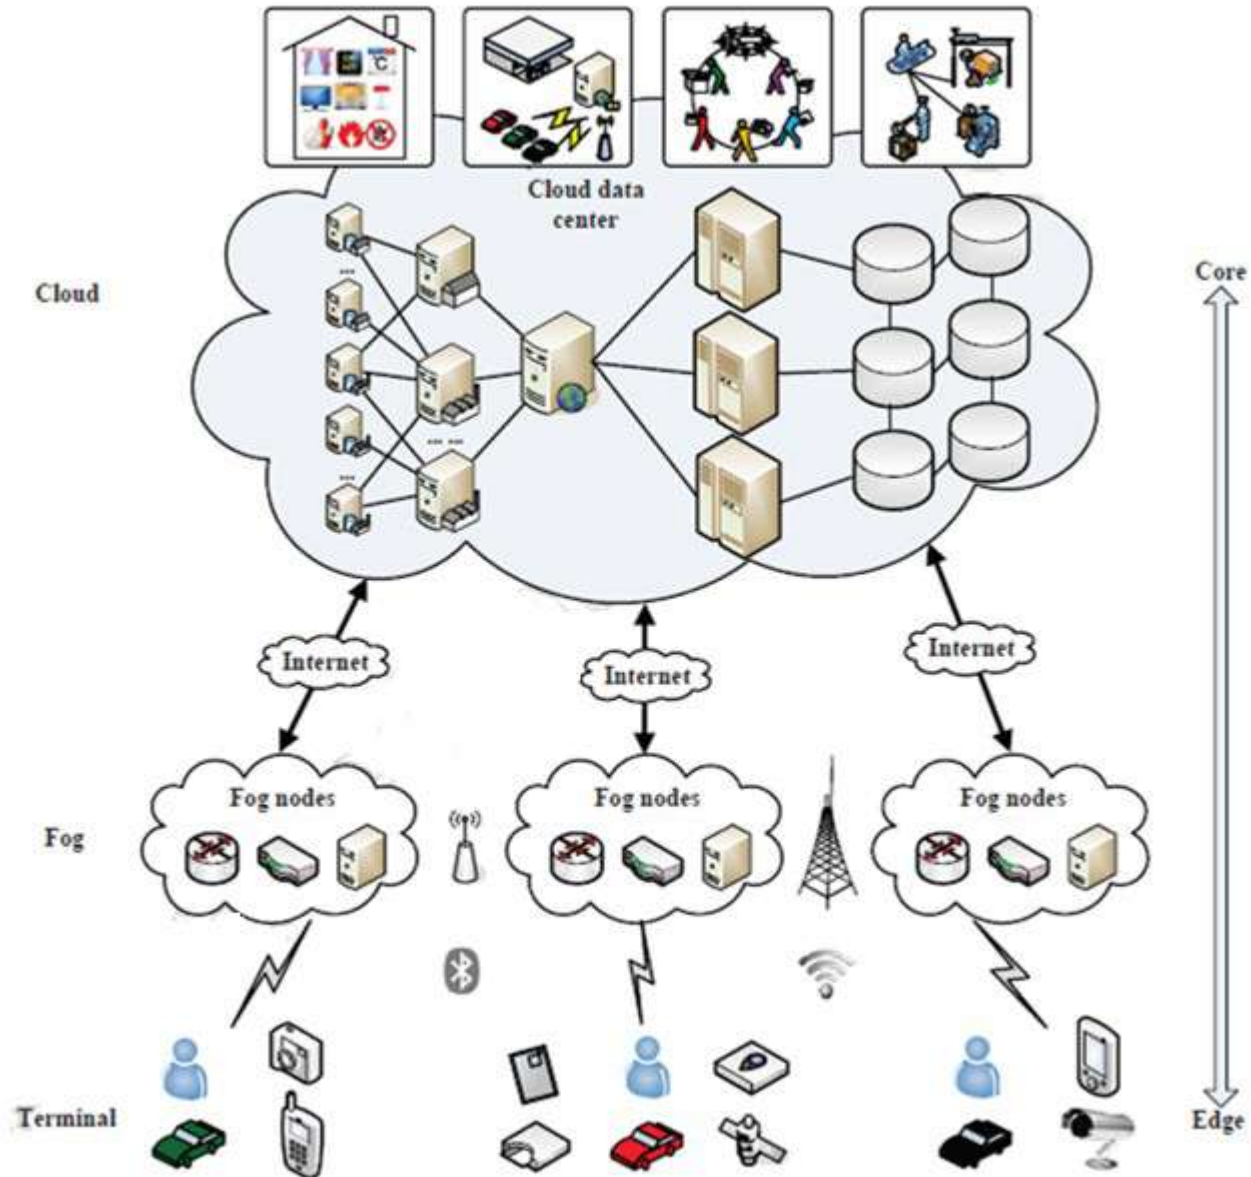 °C
Cloud data
center
Cloud
Core
...
... ...
...
Internet
Internet
Internet
Fog nodes
Fog nodes
Fog nodes
Fog
Terminal
Edge